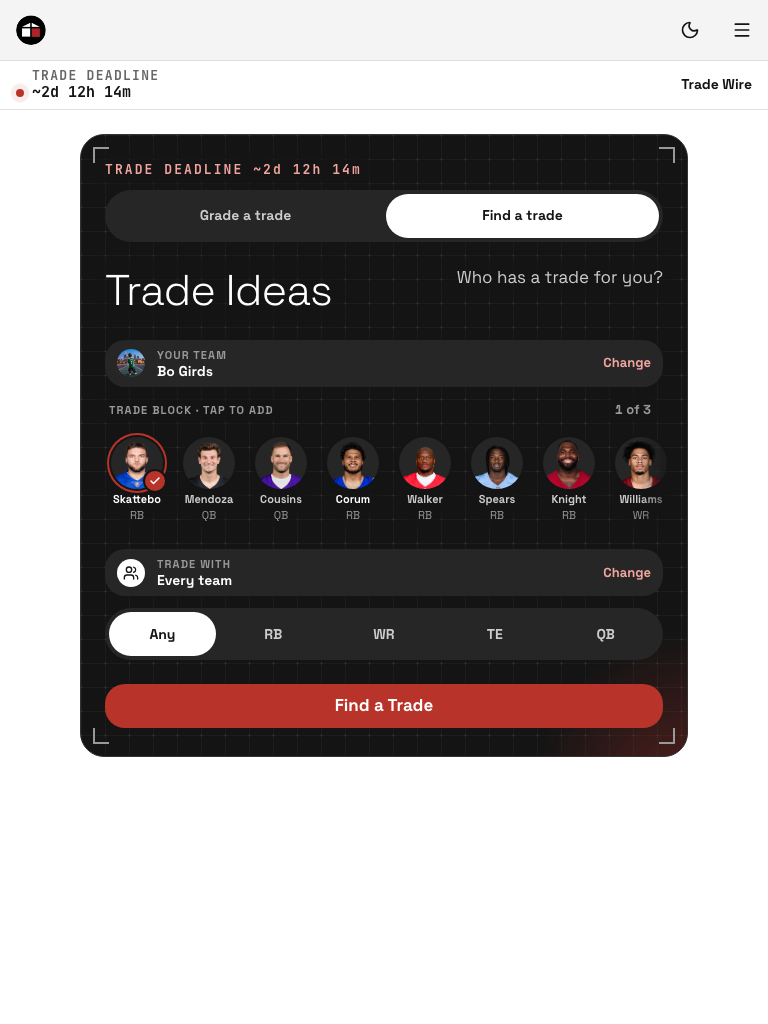 TRADE DEADLINE
~2d 12h 14m
Trade Wire
TRADE DEADLINE ~2d 12h 14m
Grade a trade
Find a trade
Trade Ideas
Who has a trade for you?
YOUR TEAM
Bo Girds
Change
TRADE BLOCK · TAP TO ADD
1 of 3
Skattebo
RB
Mendoza
QB
Cousins
QB
Corum
RB
Walker
RB
Spears
RB
Knight
RB
Williams
WR
TRADE WITH
Every team
Change
Any
RB
WR
TE
QB
Find a Trade